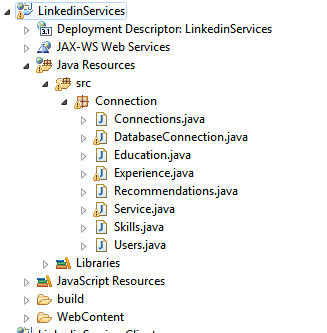 LinkedinServices
Deployment Descriptor: LinkedinServices
JAX-WS Web Services
Java Resources
src
Connection
Connections.java
DatabaseConnection.java
Education.java
Experience.java
Recommendations.java
Service.java
Skills.java
Users.java
Libraries
JavaScript Resources
build
WebContent